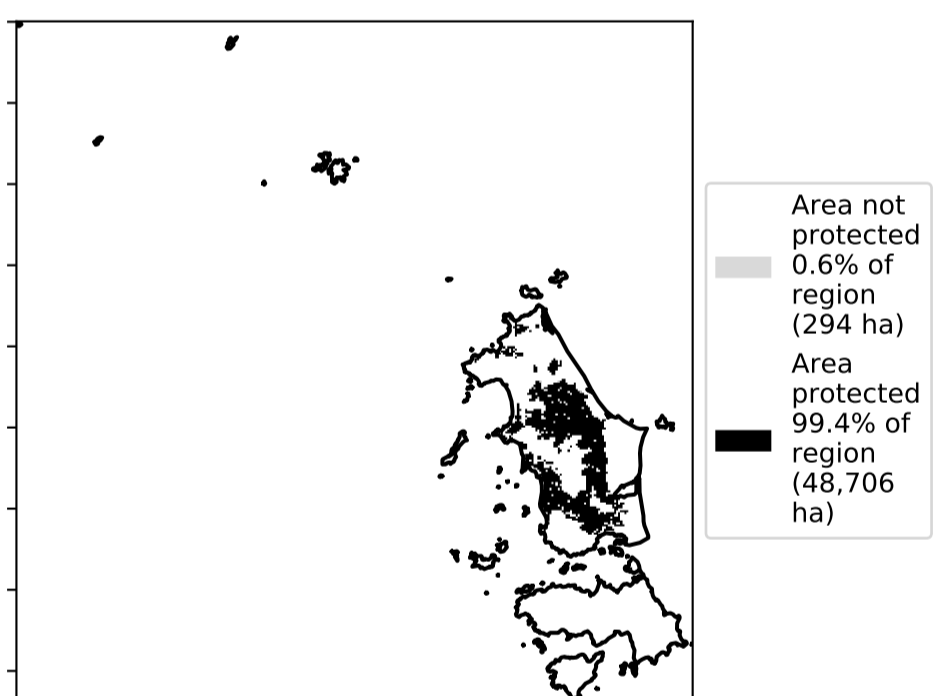 Area not
protected
0.6% of
region
(294 ha)
Area
protected
99.4% of
region
(48,706
ha)